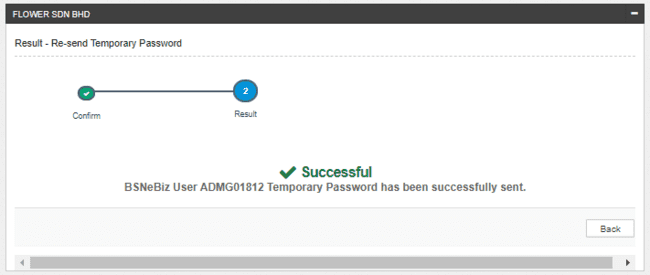 FLOWER SDN BHD
Result - Re-send Temporary Password
2
Confirm
Result
Successful
BSNeBiz User ADMG01812 Temporary Password has been successfully sent.
Back